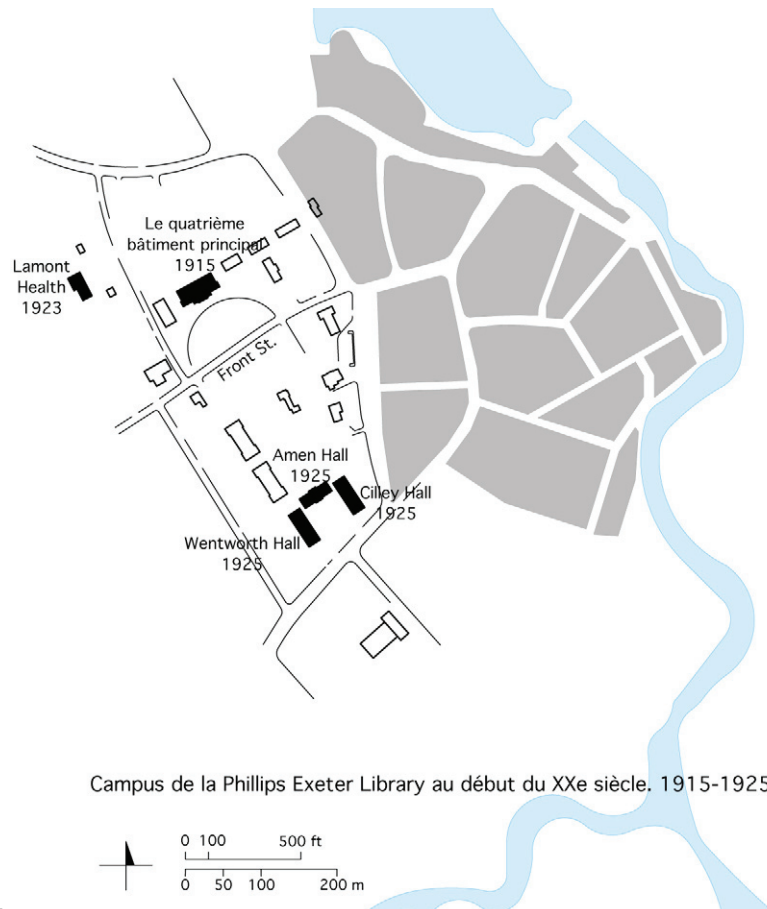 Le quatrième
bâtiment principal
1915
Lamont
Health
1923
Front St.
Amen Hall
1925
Cilley Hall
1925
Wentworth Hall
1925
Campus de la Phillips Exeter Library au début du XXe siècle. 1915-1925
0 100 500 ft
0 50 100 200 m